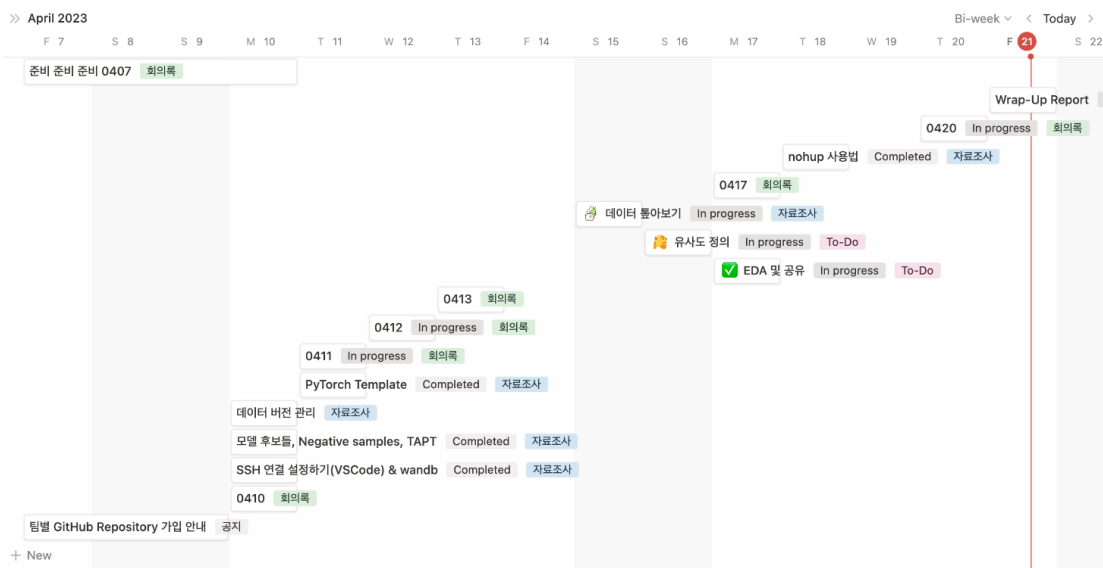 April 2023 Bi-week Today
F 7 S 8 S 9 M 10 T 11 W 12 T 13 F 14 S 15 S 16 M 17 T 18 W 19 T 20 F 21 S 22
준비 준비 준비 0407 회의록
Wrap-Up Report
0420 In progress 회의록
nohup 사용법 Completed 자료조사
0417 회의록
데이터 톺아보기 In progress 자료조사
유사도 정의 In progress To-Do
EDA 및 공유 In progress To-Do
0413 회의록
0412 In progress 회의록
0411 In progress 회의록
PyTorch Template Completed 자료조사
데이터 버전 관리 자료조사
모델 후보들, Negative samples, TAPT Completed 자료조사
SSH 연결 설정하기(VSCode) & wandb Completed 자료조사
0410 회의록
팀별 GitHub Repository 가입 안내 공지
+ New